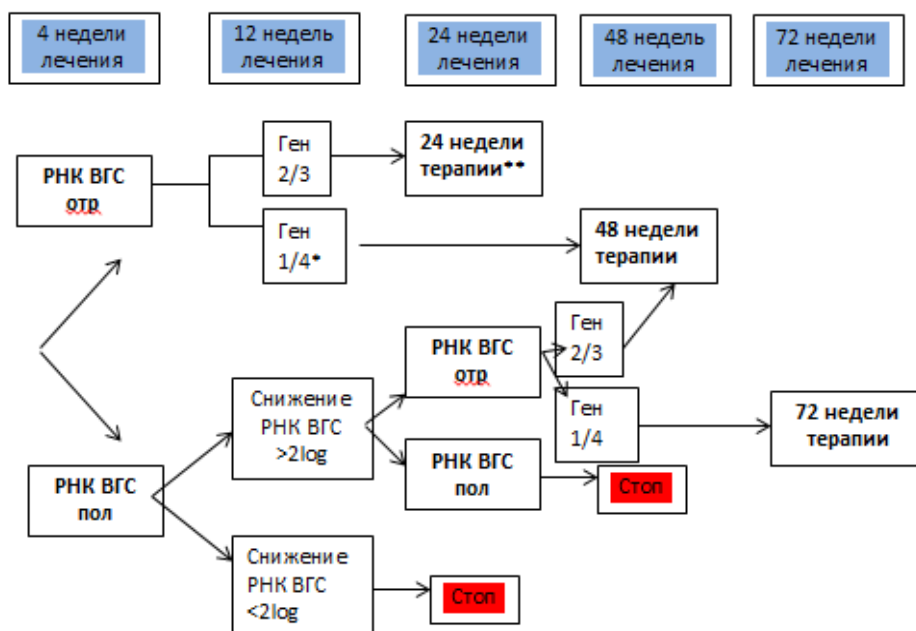 4 недели
лечения
12 недель
лечения
24 недели
лечения
48 недель
лечения
72 недели
лечения
РНК ВГС
отр
Ген
2/3
24 недели
терапии**
Ген
1/4*
48 недели
терапии
РНК ВГС
отр
Ген
2/3
Снижение
РНК ВГС
>2log
Ген
1/4
72 недели
терапии
РНК ВГС
пол
РНК ВГС
пол
Стоп
Снижение
РНК ВГС
<2log
Стоп